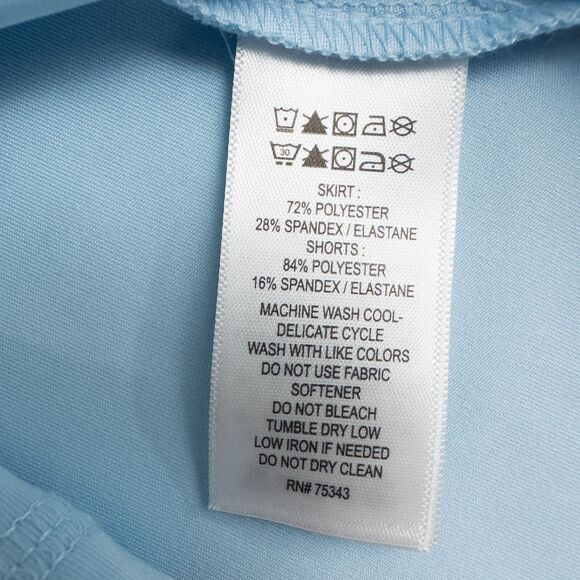 30
SKIRT :
72% POLYESTER
28% SPANDEX / ELASTANE
SHORTS :
84% POLYESTER
16% SPANDEX / ELASTANE
MACHINE WASH COOL-
DELICATE CYCLE
WASH WITH LIKE COLORS
DO NOT USE FABRIC
SOFTENER
DO NOT BLEACH
TUMBLE DRY LOW
LOW IRON IF NEEDED
DO NOT DRY CLEAN
RN# 75343